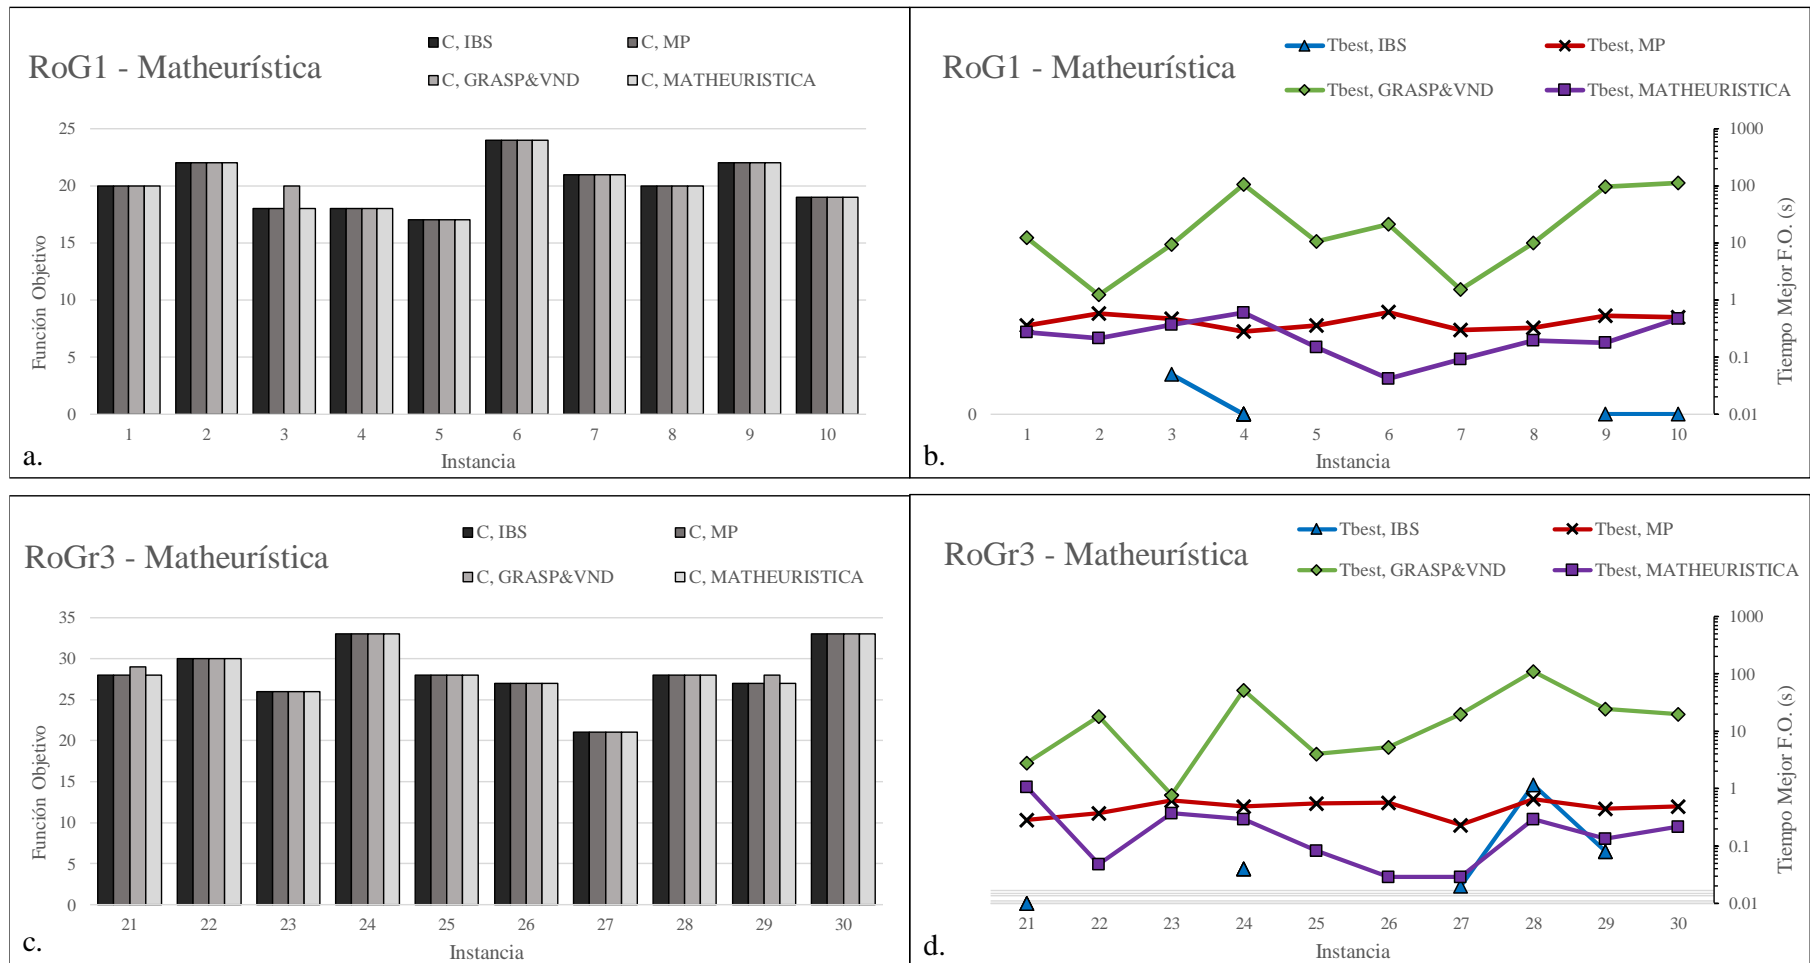 RoG1 - Matheurística
C, IBS
C, MP
C, GRASP&VND
C, MATHEURISTICA
Función Objetivo
25
20
15
10
5
0
1 2 3 4 5 6 7 8 9 10
Instancia
a.
RoG1 - Matheurística
Tbest, IBS
Tbest, MP
Tbest, GRASP&VND
Tbest, MATHEURISTICA
1000
100
10
1
0.1
0.01
0
Tiempo Mejor F.O. (s)
1 2 3 4 5 6 7 8 9 10
Instancia
b.
RoGr3 - Matheurística
C, IBS
C, MP
C, GRASP&VND
C, MATHEURISTICA
Función Objetivo
35
30
25
20
15
10
5
0
21 22 23 24 25 26 27 28 29 30
Instancia
c.
RoGr3 - Matheurística
Tbest, IBS
Tbest, MP
Tbest, GRASP&VND
Tbest, MATHEURISTICA
1000
100
10
1
0.1
0.01
Tiempo Mejor F.O. (s)
21 22 23 24 25 26 27 28 29 30
Instancia
d.